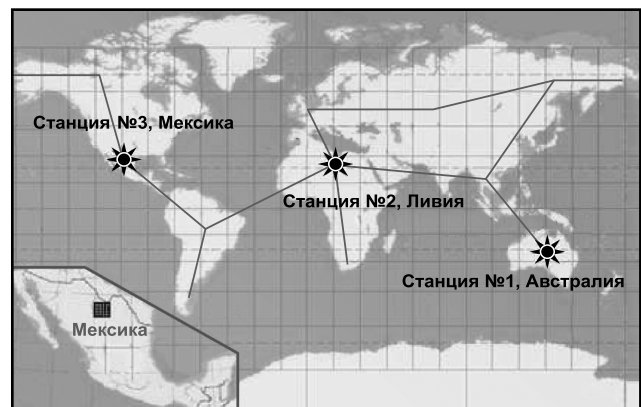 Станция №3, Мексика
Станция №2, Ливия
Станция №1, Австралия
Мексика